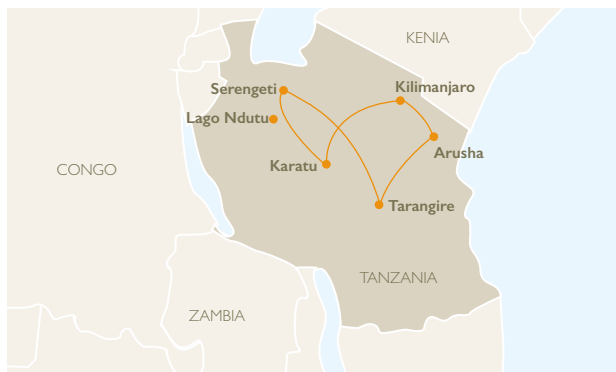 KENIA
Serengeti
Kilimanjaro
Lago Ndutu
Arusha
Karatu
CONGO
Tarangire
TANZANIA
ZAMBIA